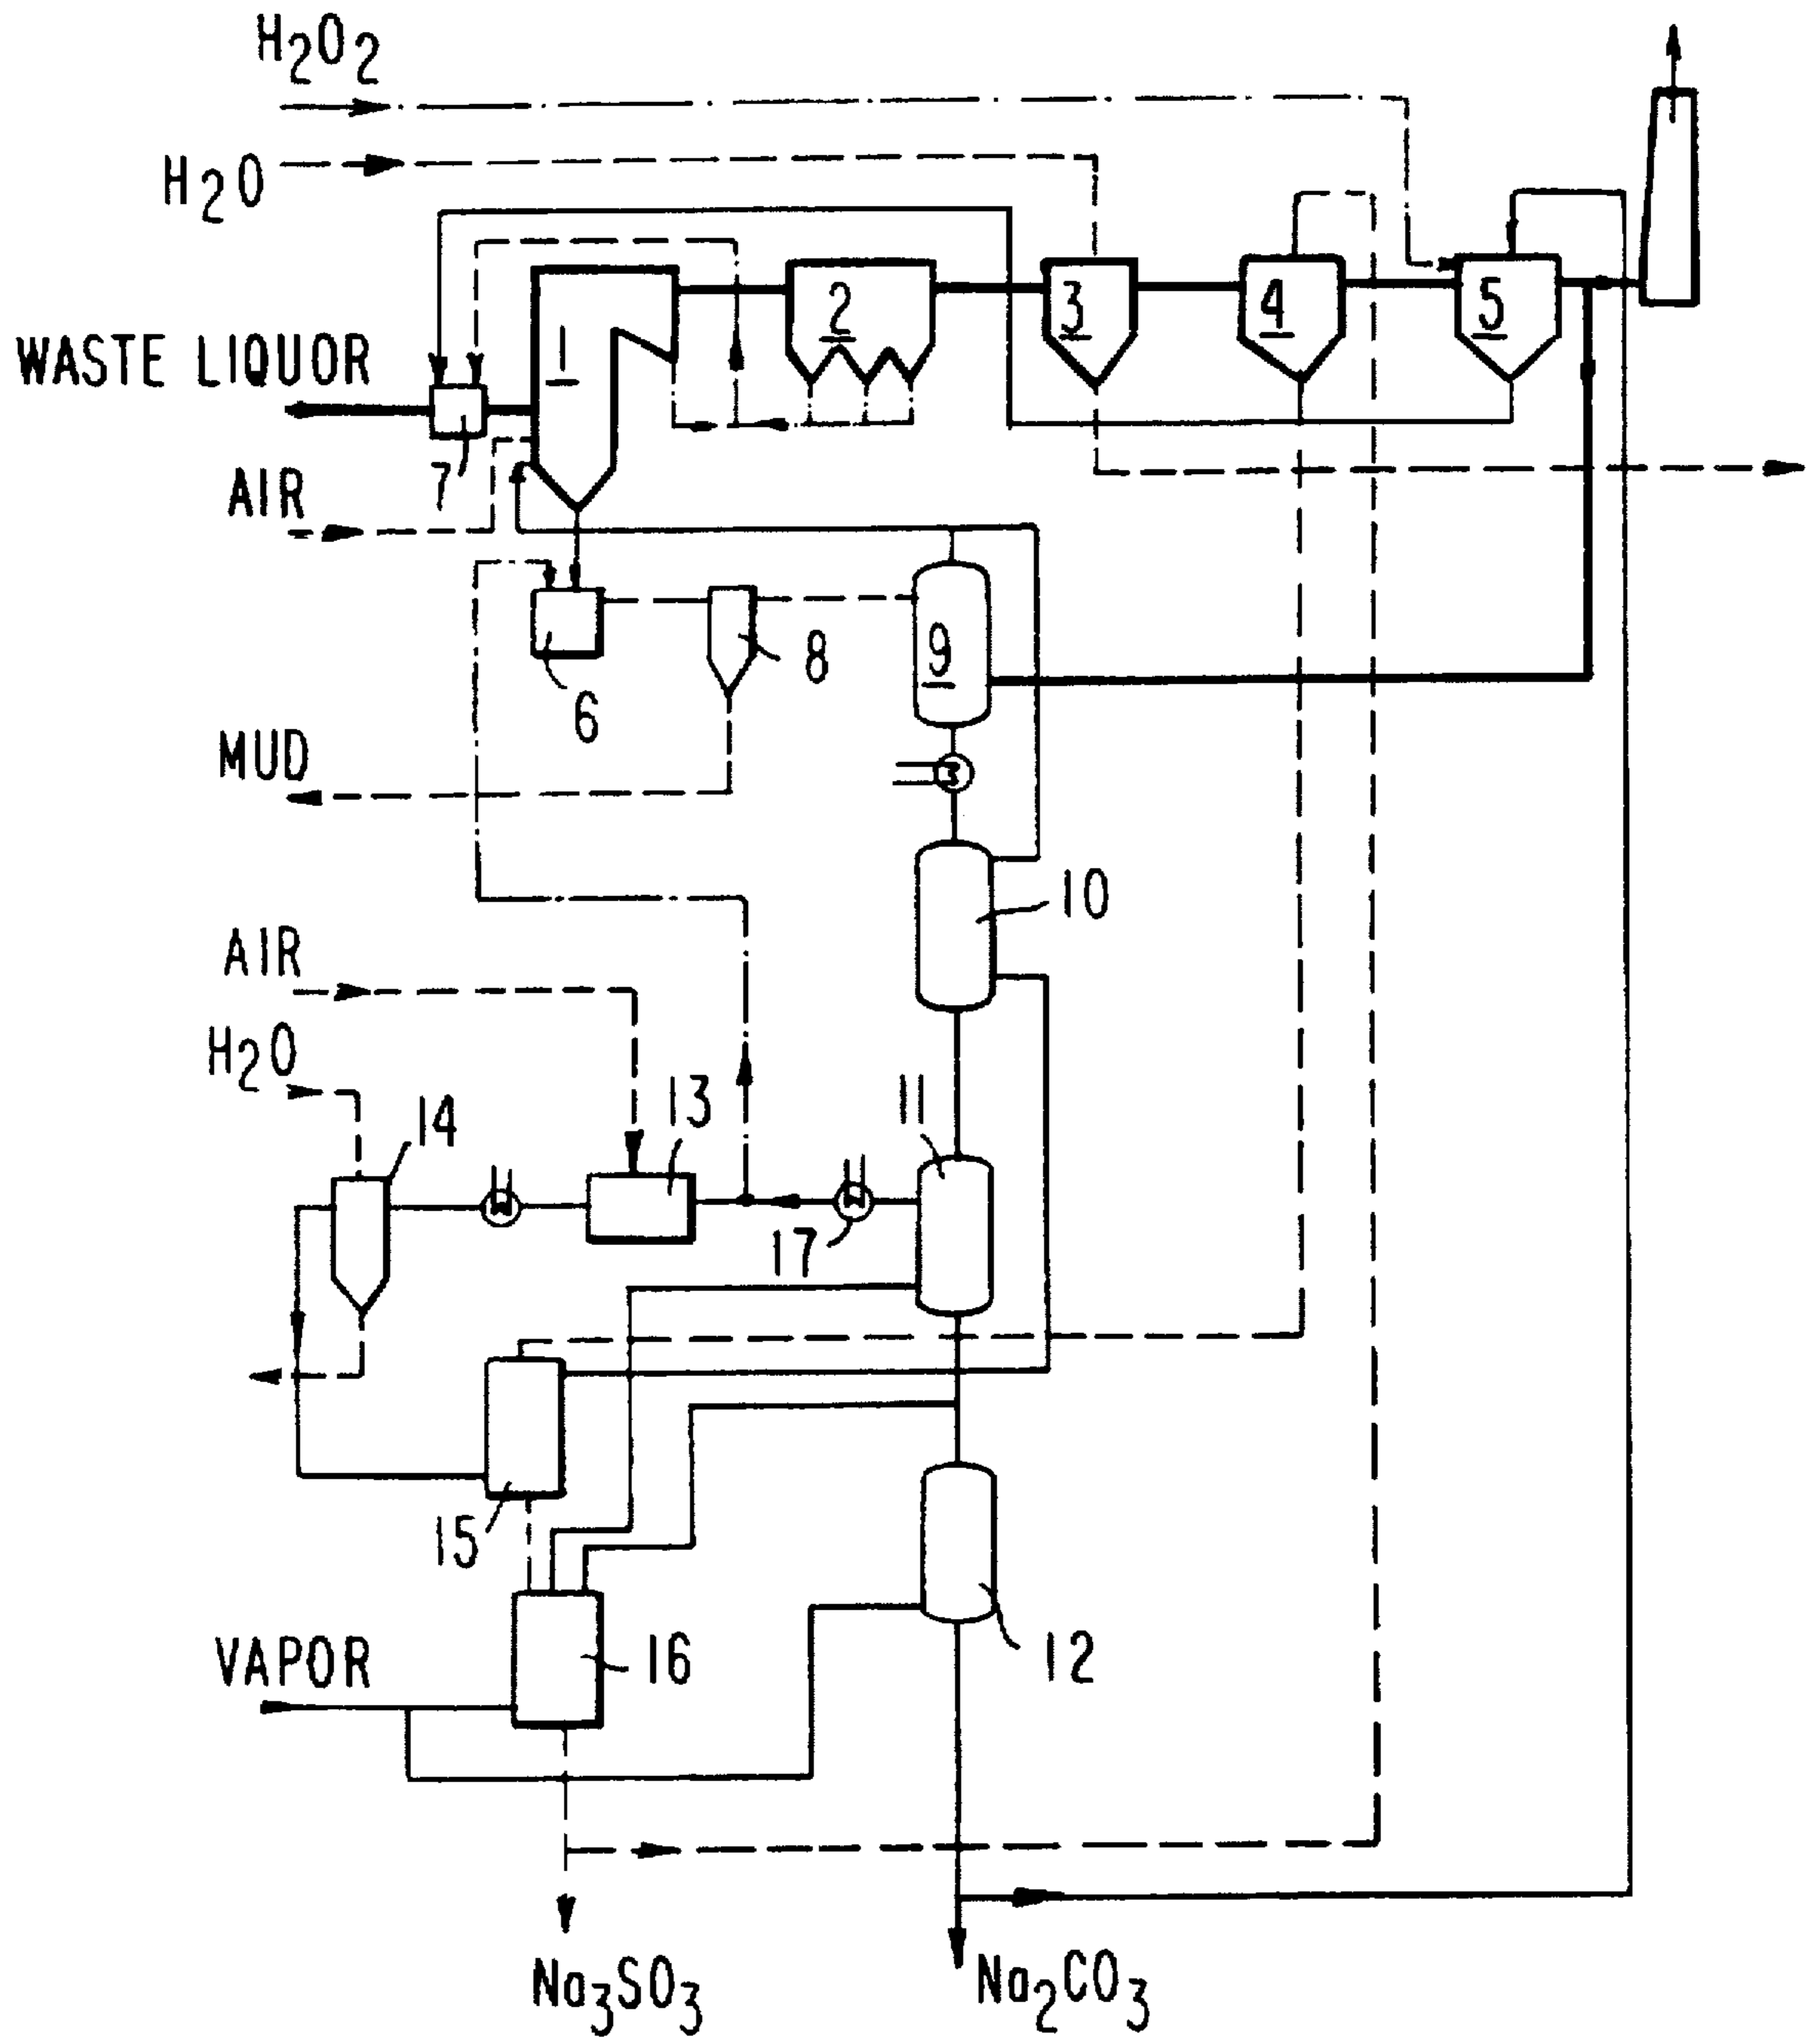 H2O2
H2O
1
2
3
4
5
WASTE LIQUOR
7
AIR
6
8
9
MUD
10
AIR
H2O
14
13
11
17
15
16
12
VAPOR
Na3SO3
Na2CO3